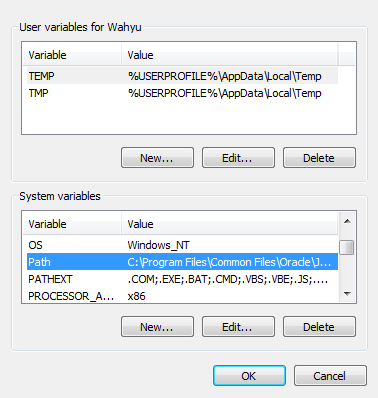 User variables for Wahyu
Variable Value
TEMP %USERPROFILE%\AppData\Local\Temp
TMP %USERPROFILE%\AppData\Local\Temp
New... Edit... Delete
System variables
Variable Value
OS Windows_NT
Path C:\Program Files\Common Files\Oracle\J...
PATHEXT .COM;.EXE;.BAT;.CMD;.VBS;.VBE;.JS;....
PROCESSOR_A... x86
New... Edit... Delete
OK Cancel